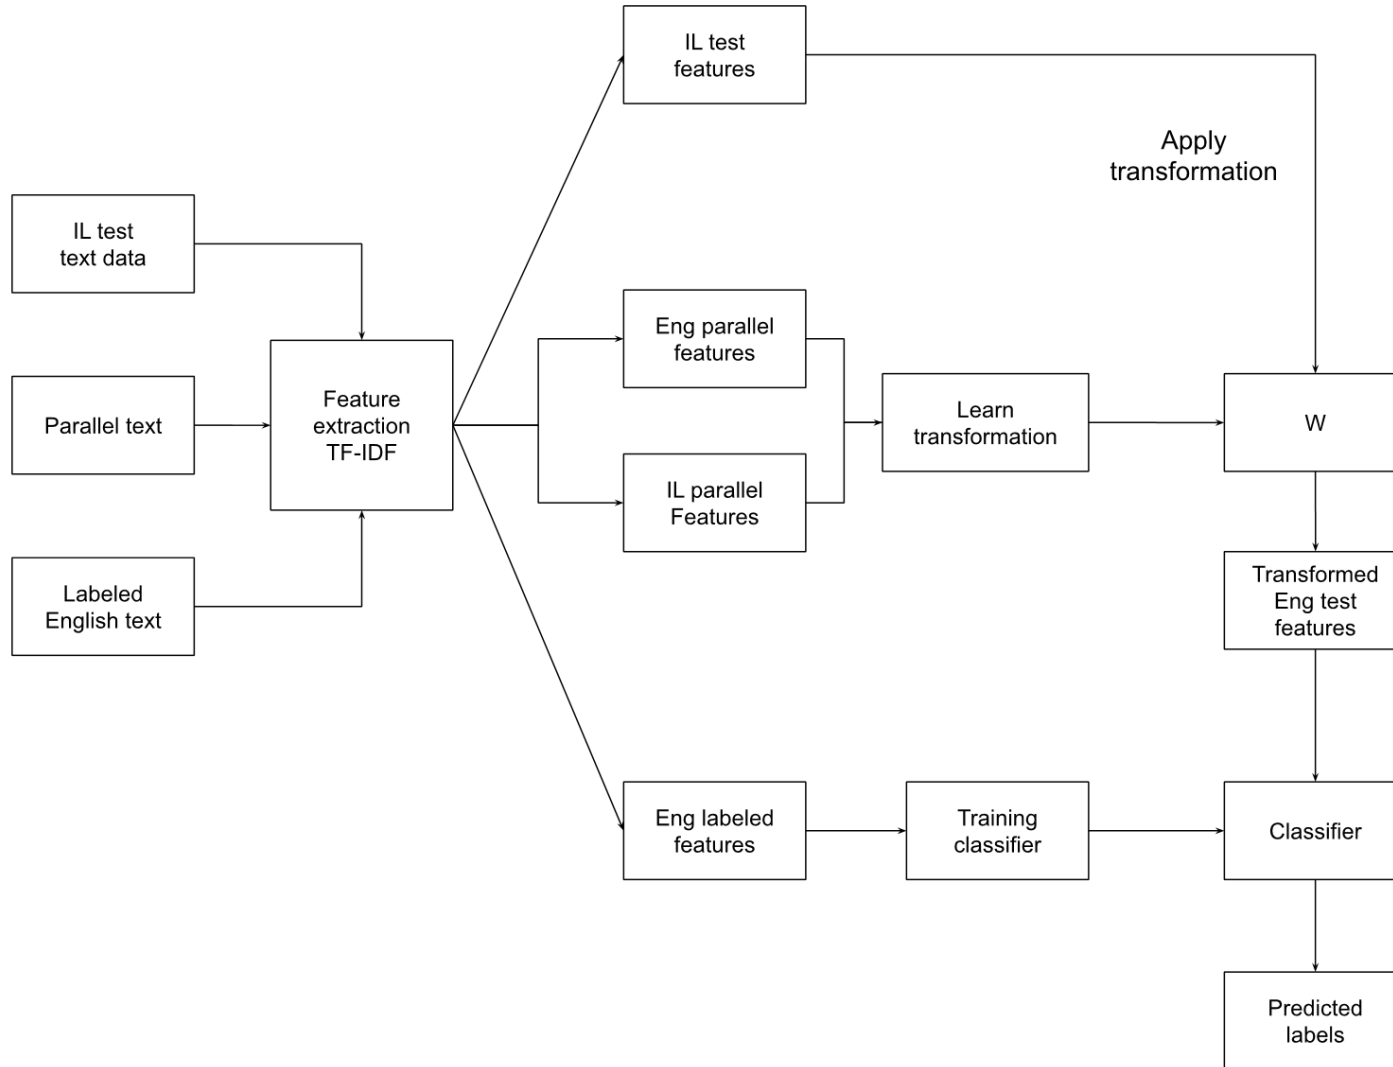 IL test
features
Apply
transformation
IL test
text data
Eng parallel
features
Parallel text
Feature
extraction
TF-IDF
Learn
transformation
W
IL parallel
Features
Labeled
English text
Transformed
Eng test
features
Eng labeled
features
Training
classifier
Classifier
Predicted
labels